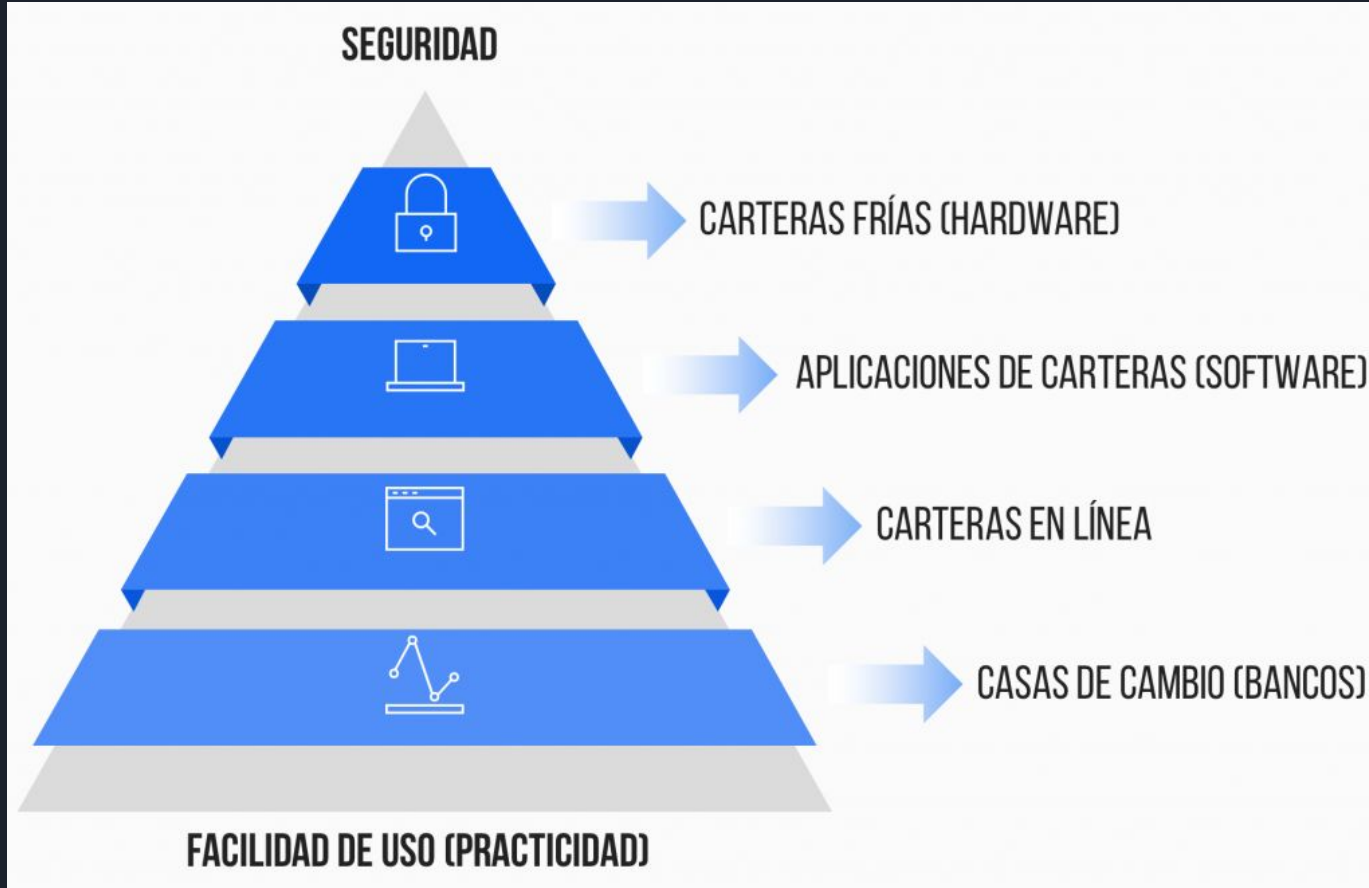 SEGURIDAD
CARTERAS FRÍAS (HARDWARE)
APLICACIONES DE CARTERAS (SOFTWARE)
CARTERAS EN LÍNEA
CASAS DE CAMBIO (BANCOS)
FACILIDAD DE USO (PRACTICIDAD)